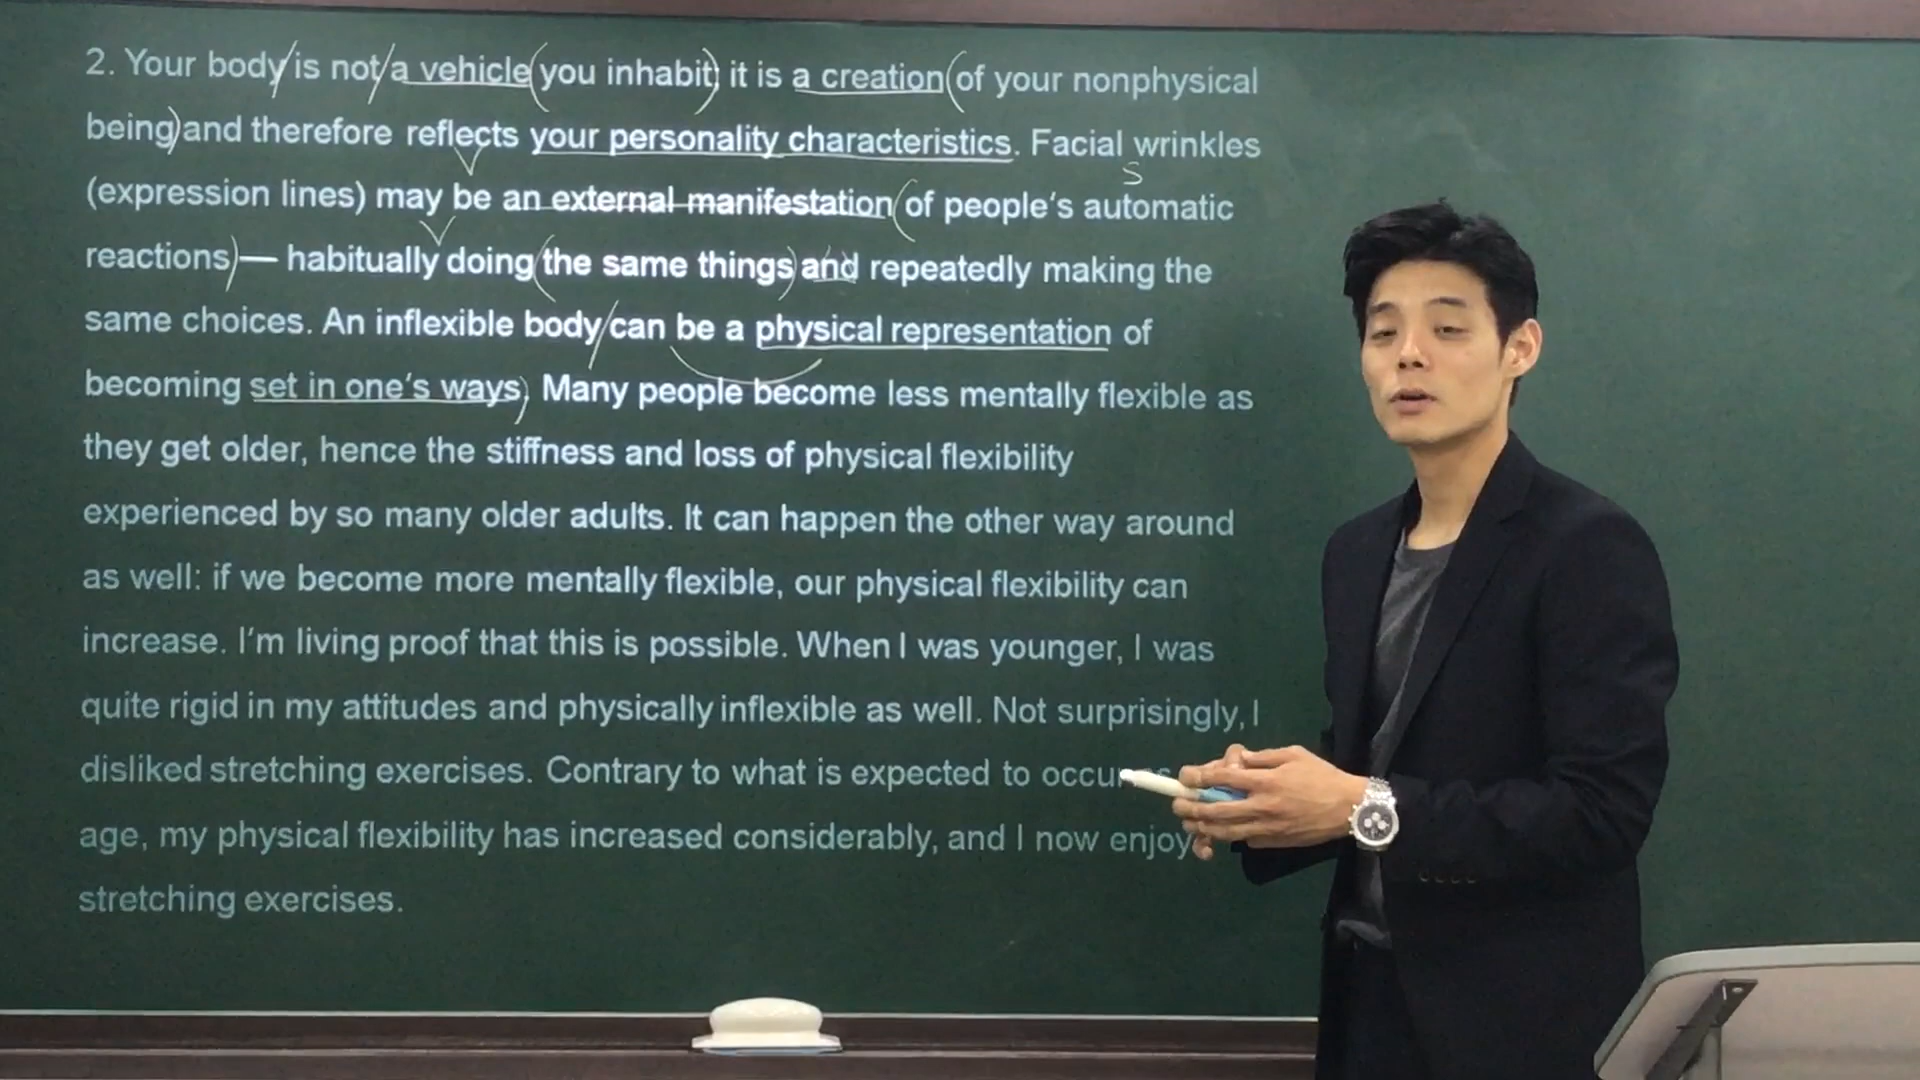 2. Your body is not a vehicle you inhabit; it is a creation of your nonphysical
being and therefore reflects your personality characteristics. Facial wrinkles
S
(expression lines) may be an external manifestation of people's automatic
reactions — habitually doing the same things and repeatedly making the
same choices. An inflexible body can be a physical representation of
becoming set in one's ways. Many people become less mentally flexible as
they get older, hence the stiffness and loss of physical flexibility
experienced by so many older adults. It can happen the other way around
as well: if we become more mentally flexible, our physical flexibility can
increase. I'm living proof that this is possible. When I was younger, I was
quite rigid in my attitudes and physically inflexible as well. Not surprisingly, I
disliked stretching exercises. Contrary to what is expected to occur
age, my physical flexibility has increased considerably, and I now enjoy
stretching exercises.